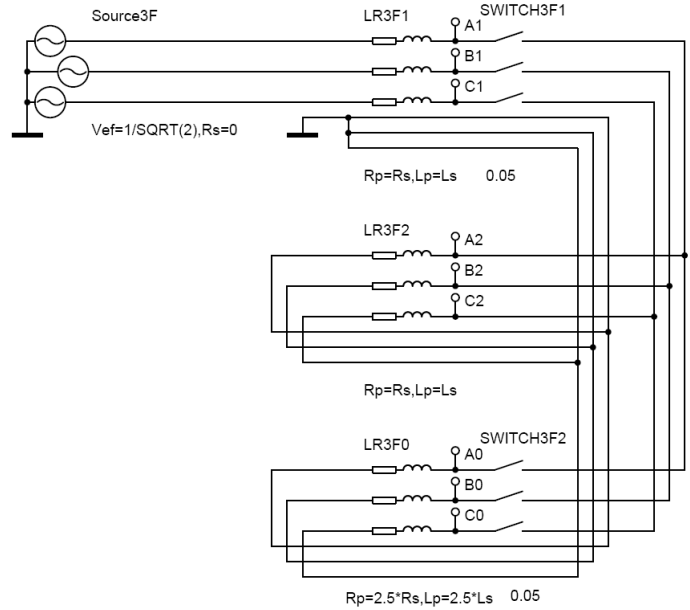 Source3F
LR3F1
SWITCH3F1
A1
B1
C1
Vef=1/SQRT(2),Rs=0
Rp=Rs,Lp=Ls 0.05
LR3F2
A2
B2
C2
Rp=Rs,Lp=Ls
LR3F0
SWITCH3F2
A0
B0
C0
Rp=2.5*Rs,Lp=2.5*Ls 0.05